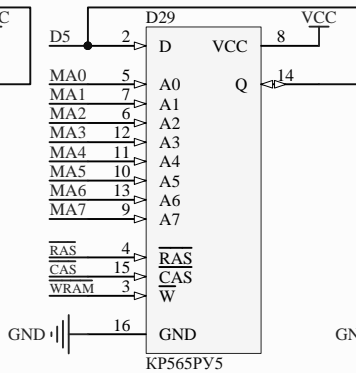 C D29 VCC
D5 2 D VCC 8
MA0 5 A0 Q 14
MA1 7 A1
MA2 6 A2
MA3 12 A3
MA4 11 A4
MA5 10 A5
MA6 13 A6
MA7 9 A7
RAS 4 RAS
CAS 15 CAS
WRAM 3 W
GND 16 GND GN
КР565РУ5